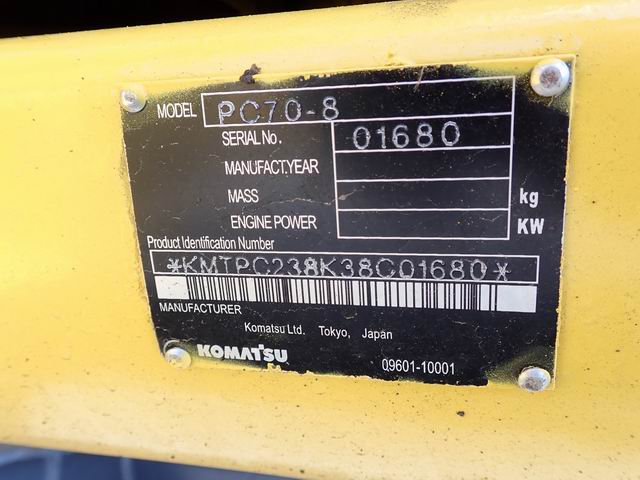 MODEL PC70-8
SERIAL No. 01680
MANUFACT.YEAR
MASS kg
ENGINE POWER KW
Product Identification Number
*KMTPC238K38C01680*
MANUFACTURER
Komatsu Ltd. Tokyo, Japan
KOMATSU 09601-10001